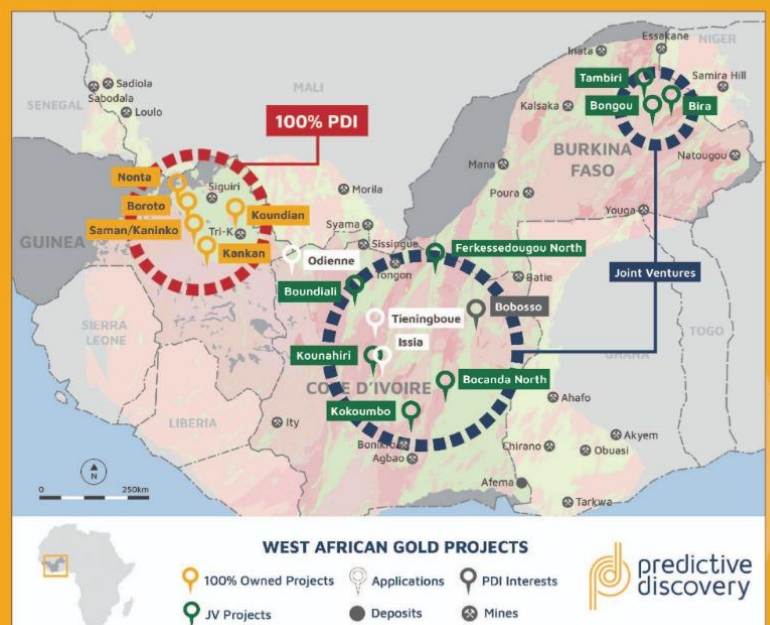 Essakane
NIGER
Inata
Tambiri
Samira Hill
Sadiola
Sabodala
MALI
Kalsaka
Bongou
Bira
SENEGAL
Loulo
100% PDI
BURKINA
FASO
Natougou
Mana
Nonta
Siguiri
Morila
Poura
Boroto
Koundian
Youga
Saman/Kaninko
Tri-K
Syama
GUINEA
Kankan
Sissingue
Ferkessedougou North
Odienne
Tongon
Batie
Joint Ventures
Boundiali
Bobosso
Tieningboue
SIERRA
LEONE
Issia
Kounahiri
GHANA
TOGO
COTE D'IVOIRE
Bocanda North
Ahafo
Kokoumbo
LIBERIA
Ity
Bonikro
Akyem
Chirano
Obuasi
Agbao
N
0 250km
Afema
Tarkwa
WEST AFRICAN GOLD PROJECTS
100% Owned Projects
Applications
PDI Interests
JV Projects
Deposits
Mines
predictive
discovery